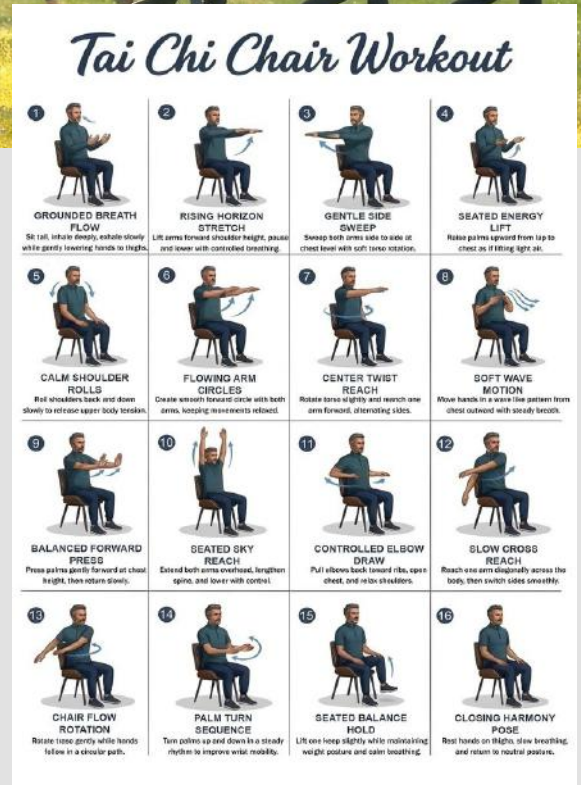 Tai Chi Chair Workout
1
GROUNDED BREATH
FLOW
Sit tall, inhale deeply, exhale slowly
while gently lowering hands to thighs.
2
RISING HORIZON
STRETCH
Lift arms forward shoulder height, pause
and lower with controlled breathing.
3
GENTLE SIDE
SWEEP
Sweep both arms side to side at
chest level with soft torso rotation.
4
SEATED ENERGY
LIFT
Raise palms upward from lap to
chest as if lifting light air.
5
CALM SHOULDER
ROLLS
Roll shoulders back and down
slowly to release upper body tension.
6
FLOWING ARM
CIRCLES
Create smooth forward circle with both
arms, keeping movements relaxed.
7
CENTER TWIST
REACH
Rotate torso slightly and reanch one
arm forward, alternating sides.
8
SOFT WAVE
MOTION
Move hands in a wave like pattern from
chest outward with steady breath.
9
BALANCED FORWARD
PRESS
Press palms gently forward at chest
height, then return slowly.
10
SEATED SKY
REACH
Extend both arms overhead, lengthen
spine, and lower with control.
11
CONTROLLED ELBOW
DRAW
Pull elbows back toward ribs, open
chest, and relax shoulders.
12
SLOW CROSS
REACH
Reach one arm diagonally across the
body, then switch sides smoothly.
13
CHAIR FLOW
ROTATION
Rotate torso gently while hands
follow in a circular path.
14
PALM TURN
SEQUENCE
Turn palms up and down in a steady
rhythm to improve wrist mobility.
15
SEATED BALANCE
HOLD
Lift one keep slightly while maintaining
weight posture and calm breathing.
16
CLOSING HARMONY
POSE
Rest hands on thighs, slow breathing,
and return to neutral posture.